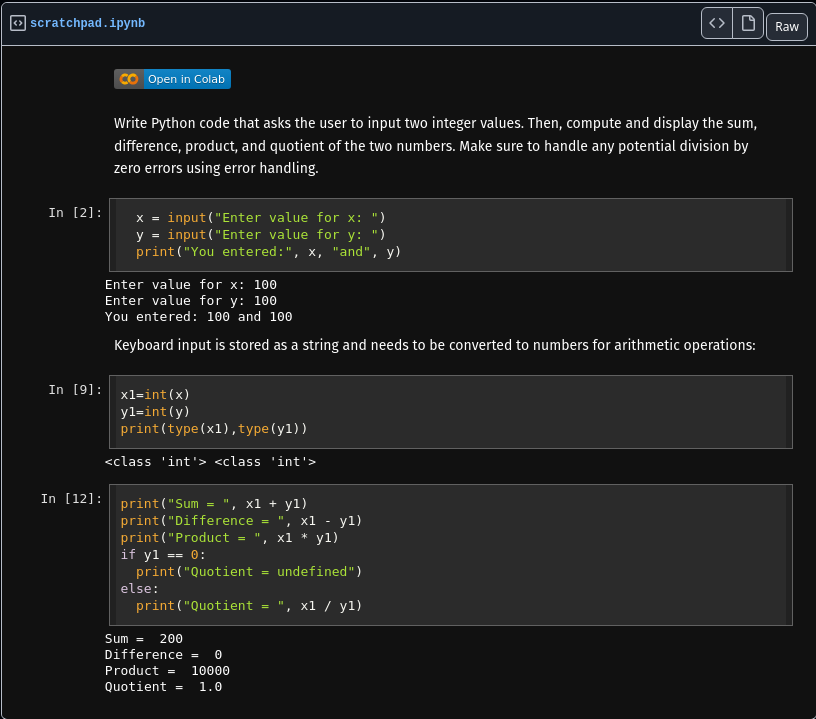 scratchpad.ipynb
Raw
Open in Colab
Write Python code that asks the user to input two integer values. Then, compute and display the sum,
difference, product, and quotient of the two numbers. Make sure to handle any potential division by
zero errors using error handling.
In [2]:
x = input("Enter value for x: ")
y = input("Enter value for y: ")
print("You entered:", x, "and", y)
Enter value for x: 100
Enter value for y: 100
You entered: 100 and 100
Keyboard input is stored as a string and needs to be converted to numbers for arithmetic operations:
In [9]:
x1=int(x)
y1=int(y)
print(type(x1),type(y1))
<class 'int'> <class 'int'>
In [12]:
print("Sum = ", x1 + y1)
print("Difference = ", x1 - y1)
print("Product = ", x1 * y1)
if y1 == 0:
  print("Quotient = undefined")
else:
  print("Quotient = ", x1 / y1)
Sum =  200
Difference =  0
Product =  10000
Quotient =  1.0